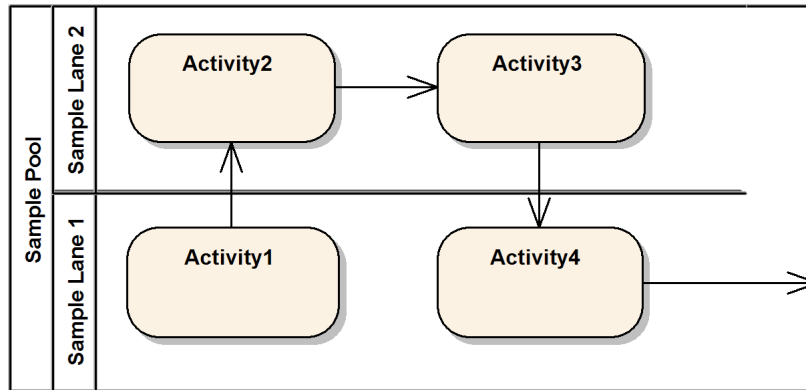 Sample Pool
Sample Lane 2
Activity2
Activity3
Sample Lane 1
Activity1
Activity4